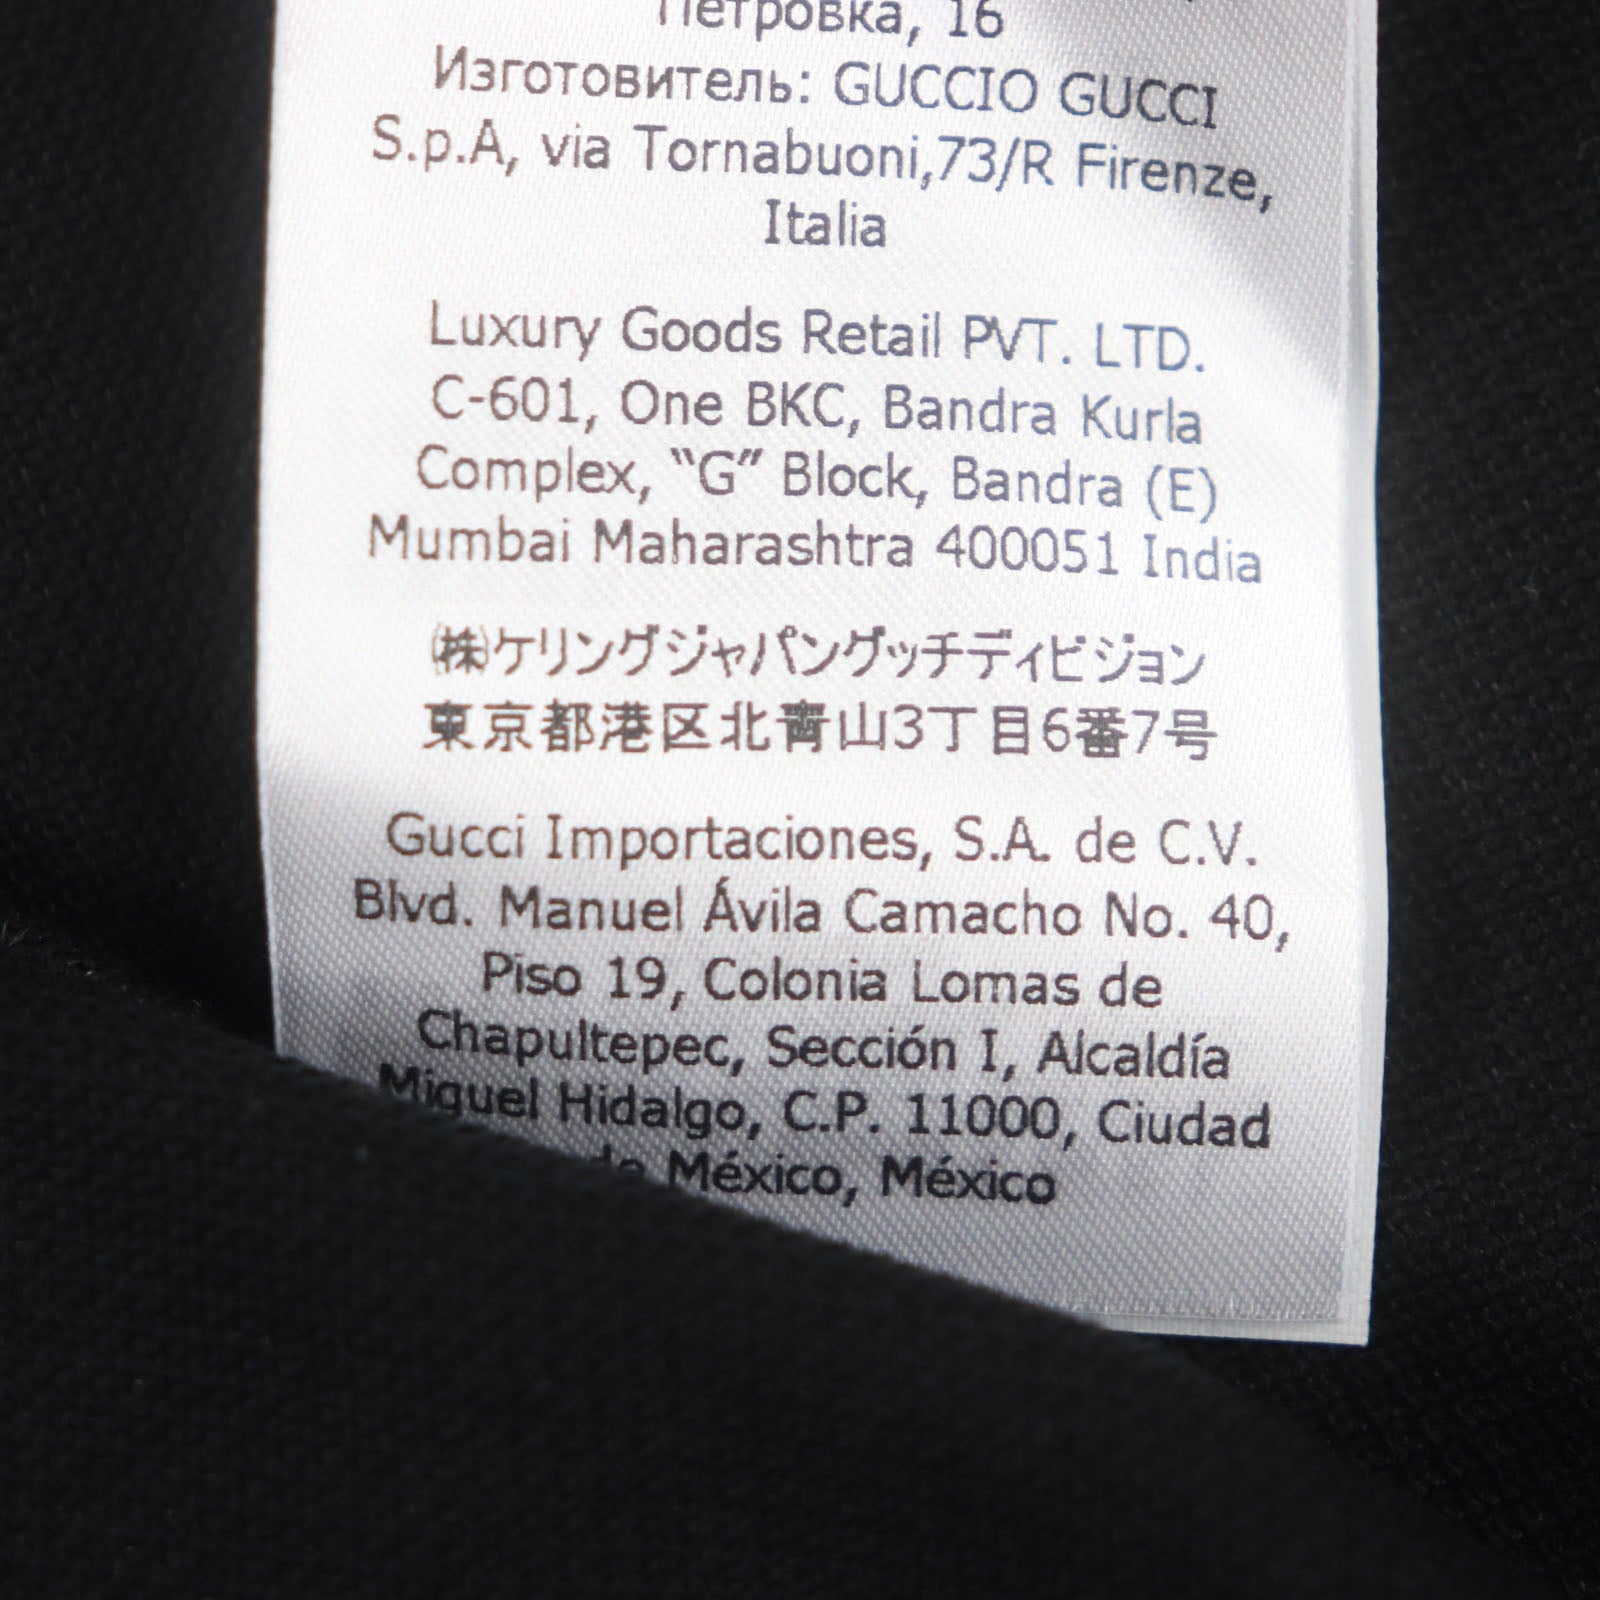 Петровка, 16
Изготовитель: GUCCIO GUCCI
S.p.A, via Tornabuoni,73/R Firenze,
Italia
Luxury Goods Retail PVT. LTD.
C-601, One BKC, Bandra Kurla
Complex, “G” Block, Bandra (E)
Mumbai Maharashtra 400051 India
㈱ケリングジャパングッチディビジョン
東京都港区北青山3丁目6番7号
Gucci Importaciones, S.A. de C.V.
Blvd. Manuel Ávila Camacho No. 40,
Piso 19, Colonia Lomas de
Chapultepec, Sección I, Alcaldía
Miguel Hidalgo, C.P. 11000, Ciudad
de México, México